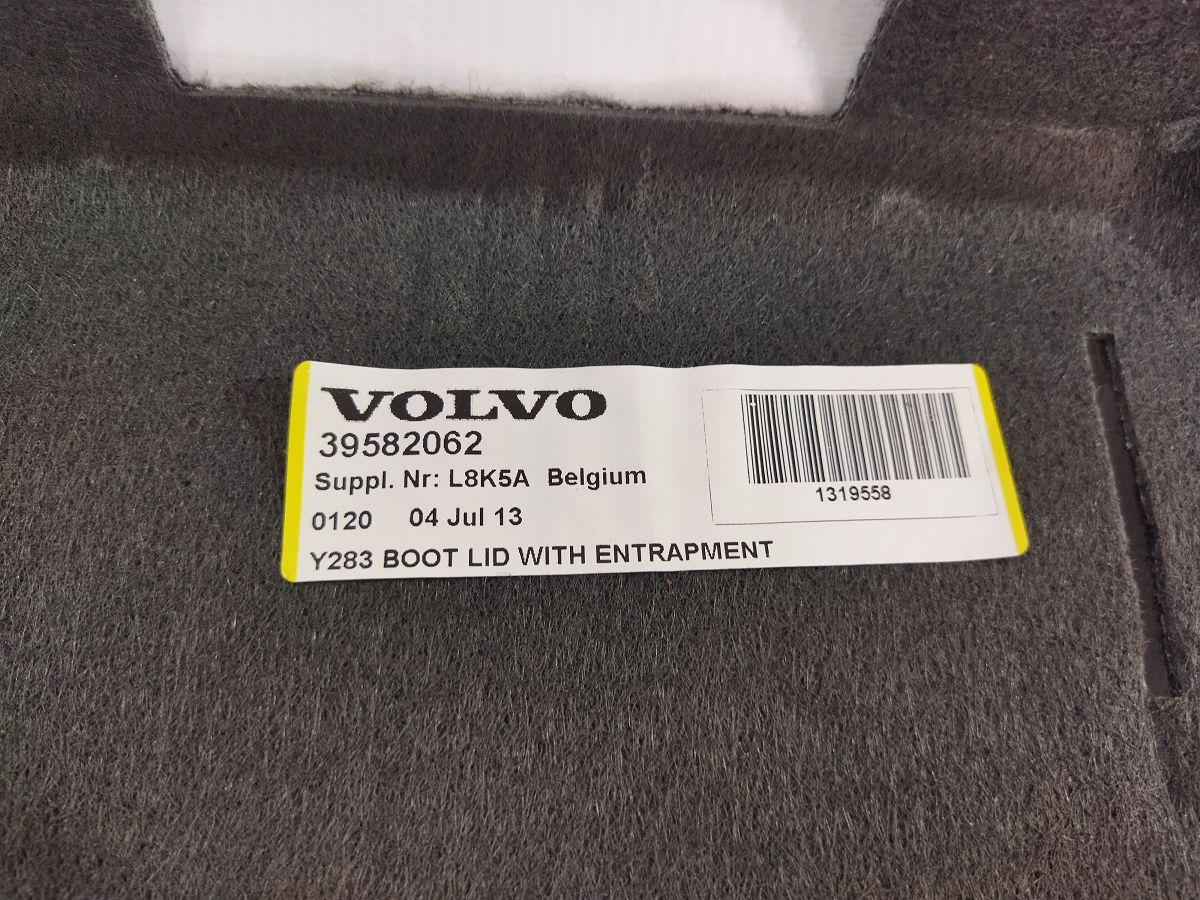 VOLVO
39582062
Suppl. Nr: L8K5A Belgium
0120 04 Jul 13
Y283 BOOT LID WITH ENTRAPMENT
1319558